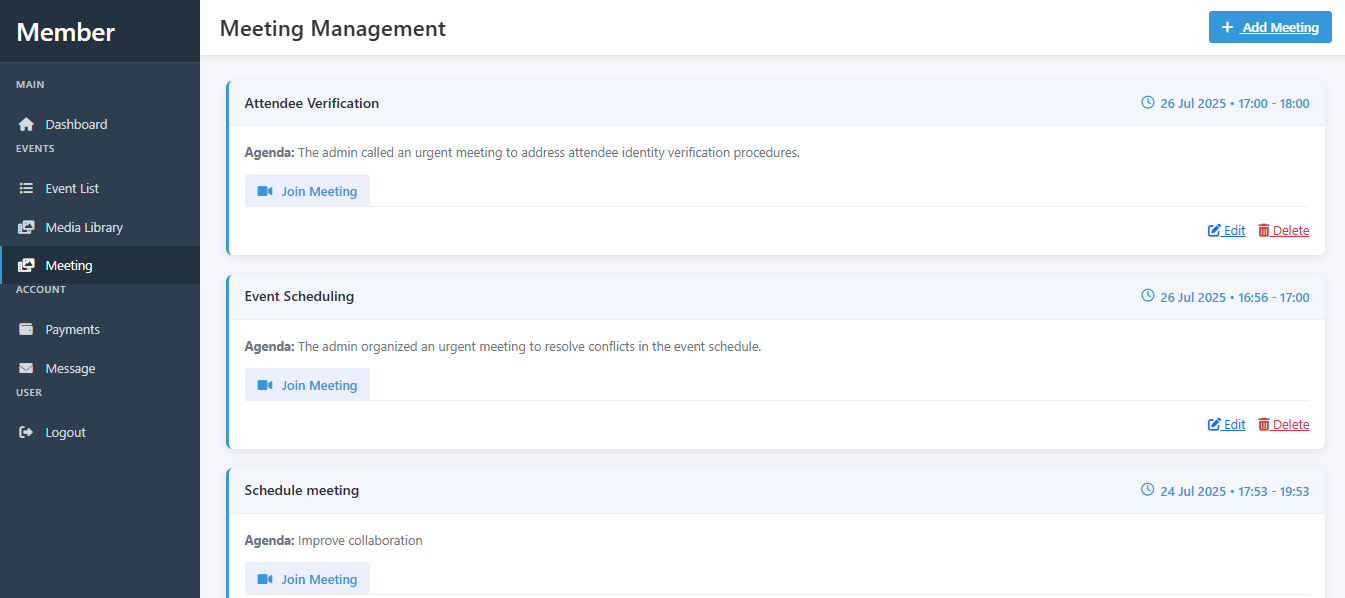 Member
MAIN
Dashboard
EVENTS
Event List
Media Library
Meeting
ACCOUNT
Payments
Message
USER
Logout
Meeting Management
+ Add Meeting
Attendee Verification
26 Jul 2025 • 17:00 - 18:00
Agenda: The admin called an urgent meeting to address attendee identity verification procedures.
Join Meeting
Edit Delete
Event Scheduling
26 Jul 2025 • 16:56 - 17:00
Agenda: The admin organized an urgent meeting to resolve conflicts in the event schedule.
Join Meeting
Edit Delete
Schedule meeting
24 Jul 2025 • 17:53 - 19:53
Agenda: Improve collaboration
Join Meeting